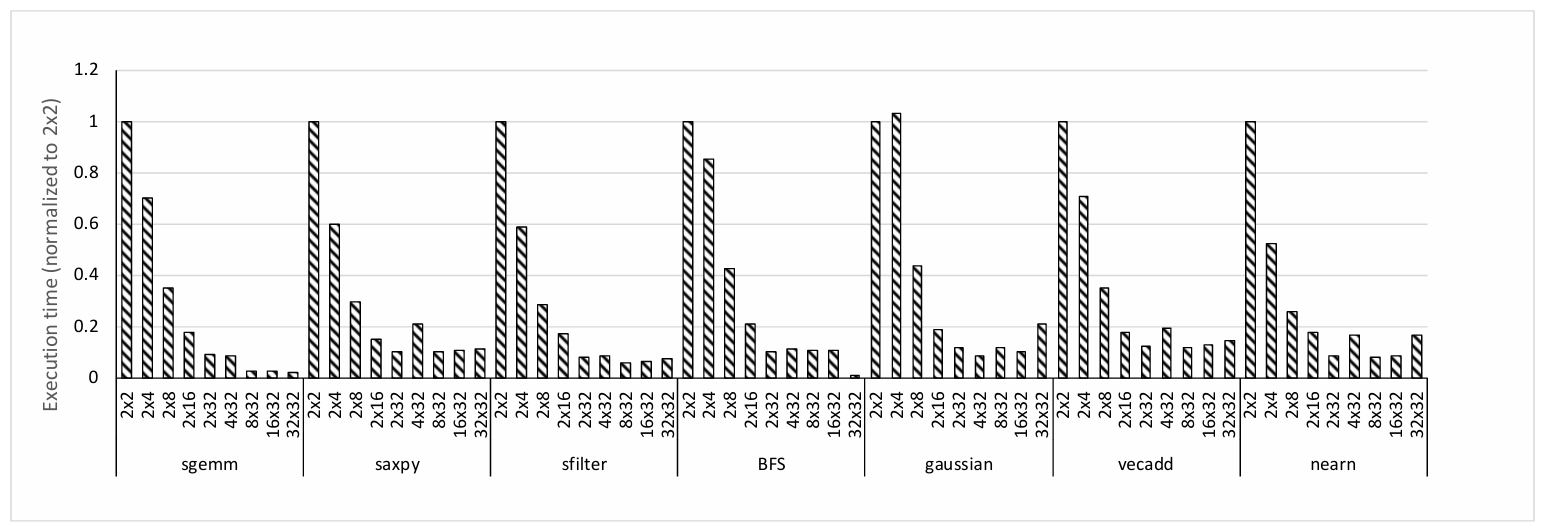 Execution time (normalized to 2x2)
1.2
1
0.8
0.6
0.4
0.2
0
2x2 2x4 2x8 2x16 2x32 4x32 8x32 16x32 32x32 2x2 2x4 2x8 2x16 2x32 4x32 8x32 16x32 32x32 2x2 2x4 2x8 2x16 2x32 4x32 8x32 16x32 32x32 2x2 2x4 2x8 2x16 2x32 4x32 8x32 16x32 32x32 2x2 2x4 2x8 2x16 2x32 4x32 8x32 16x32 32x32 2x2 2x4 2x8 2x16 2x32 4x32 8x32 16x32 32x32 2x2 2x4 2x8 2x16 2x32 4x32 8x32 16x32 32x32
sgemm saxpy sfilter BFS gaussian vecadd nearn